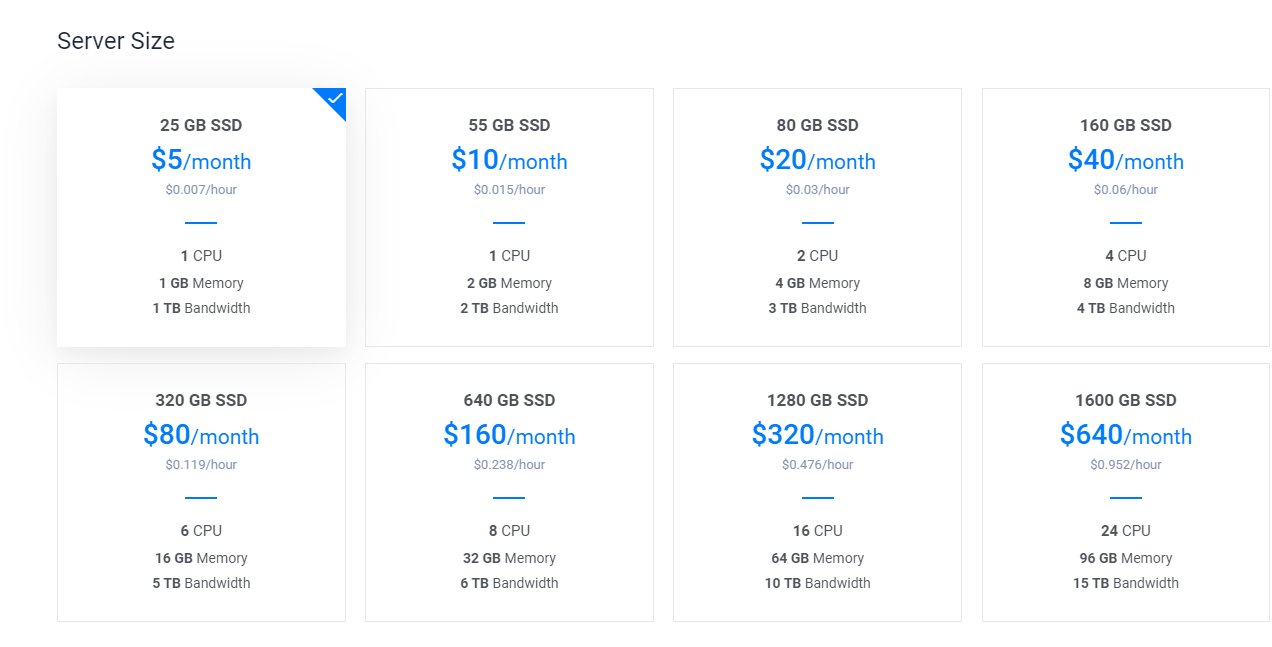 Server Size
25 GB SSD
$5/month
$0.007/hour
1 CPU
1 GB Memory
1 TB Bandwidth
55 GB SSD
$10/month
$0.015/hour
1 CPU
2 GB Memory
2 TB Bandwidth
80 GB SSD
$20/month
$0.03/hour
2 CPU
4 GB Memory
3 TB Bandwidth
160 GB SSD
$40/month
$0.06/hour
4 CPU
8 GB Memory
4 TB Bandwidth
320 GB SSD
$80/month
$0.119/hour
6 CPU
16 GB Memory
5 TB Bandwidth
640 GB SSD
$160/month
$0.238/hour
8 CPU
32 GB Memory
6 TB Bandwidth
1280 GB SSD
$320/month
$0.476/hour
16 CPU
64 GB Memory
10 TB Bandwidth
1600 GB SSD
$640/month
$0.952/hour
24 CPU
96 GB Memory
15 TB Bandwidth